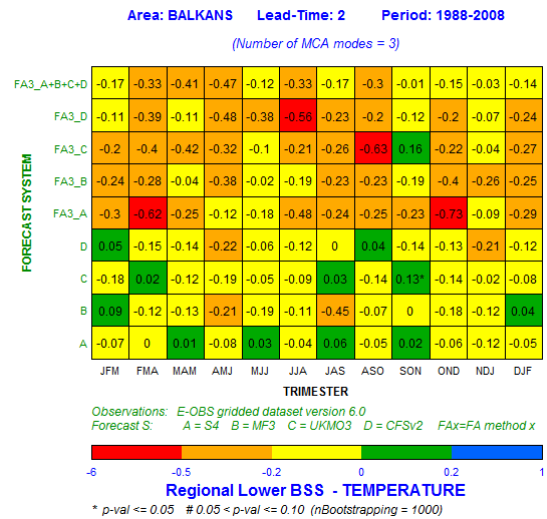 Area: BALKANS Lead-Time: 2 Period: 1988-2008
(Number of MCA modes = 3)
FORECAST SYSTEM
FA3_A+B+C+D -0.17 -0.33 -0.41 -0.47 -0.12 -0.33 -0.17 -0.3 -0.01 -0.15 -0.03 -0.14
FA3_D -0.11 -0.39 -0.11 -0.48 -0.38 -0.56 -0.23 -0.2 -0.12 -0.2 -0.07 -0.24
FA3_C -0.2 -0.4 -0.42 -0.32 -0.1 -0.21 -0.26 -0.63 0.16 -0.22 -0.04 -0.27
FA3_B -0.24 -0.28 -0.04 -0.38 -0.02 -0.19 -0.23 -0.23 -0.19 -0.4 -0.26 -0.25
FA3_A -0.3 -0.62 -0.25 -0.12 -0.18 -0.48 -0.24 -0.25 -0.23 -0.73 -0.09 -0.29
D 0.05 -0.15 -0.14 -0.22 -0.06 -0.12 0 0.04 -0.14 -0.13 -0.21 -0.12
C -0.18 0.02 -0.12 -0.19 -0.05 -0.09 0.03 -0.14 0.13* -0.14 -0.02 -0.08
B 0.09 -0.12 -0.13 -0.21 -0.19 -0.11 -0.45 -0.07 0 -0.18 -0.12 0.04
A -0.07 0 0.01 -0.08 0.03 -0.04 0.06 -0.05 0.02 -0.06 -0.12 -0.05
JFM FMA MAM AMJ MJJ JJA JAS ASO SON OND NDJ DJF
TRIMESTER
Observations: E-OBS gridded dataset version 6.0
Forecast S: A = S4 B = MF3 C = UKMO3 D = CFSv2 FAx=FA method x
-6 -0.5 -0.2 0 0.2 1
Regional Lower BSS - TEMPERATURE
* p-val <= 0.05 # 0.05 < p-val <= 0.10 (nBootstrapping = 1000)